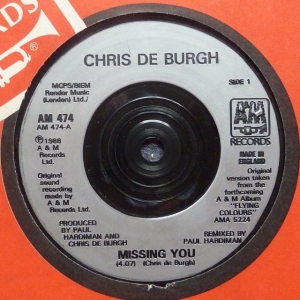 RDS
CHRIS DE BURGH
MCPS/BIEM
Rondor Music
(London) Ltd./
SIDE 1
AM 474
AM 474-A
℗1988
A & M
Records
Ltd.
A&M
RECORDS
MADE IN
ENGLAND
Original
sound
recording
made by
A & M
Records Ltd.
Original
version taken
from the
forthcoming
A & M Album
"FLYING
COLOURS"
AMA 5224
PRODUCED
BY PAUL
HARDIMAN AND
CHRIS DE BURGH
REMIXED BY
PAUL HARDIMAN
MISSING YOU
(4.07) (Chris de Burgh)